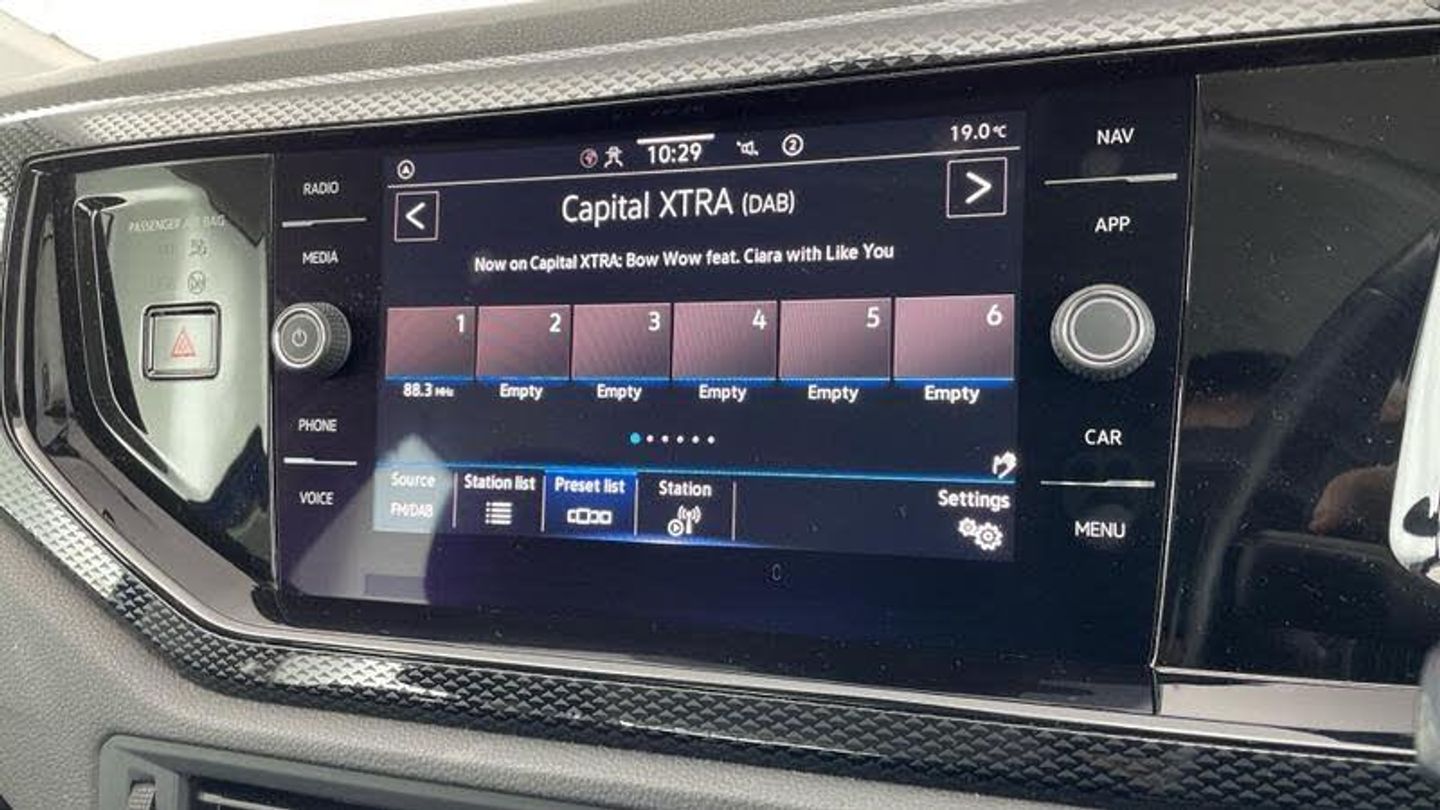 10:29
2
19.0°C
Capital XTRA (DAB)
Now on Capital XTRA: Bow Wow feat. Ciara with Like You
1 2 3 4 5 6
88.3 MHz Empty Empty Empty Empty Empty
Source
FM/DAB
Station list
Preset list
Station
Settings
PASSENGER AIR BAG
RADIO
MEDIA
PHONE
VOICE
NAV
APP
CAR
MENU